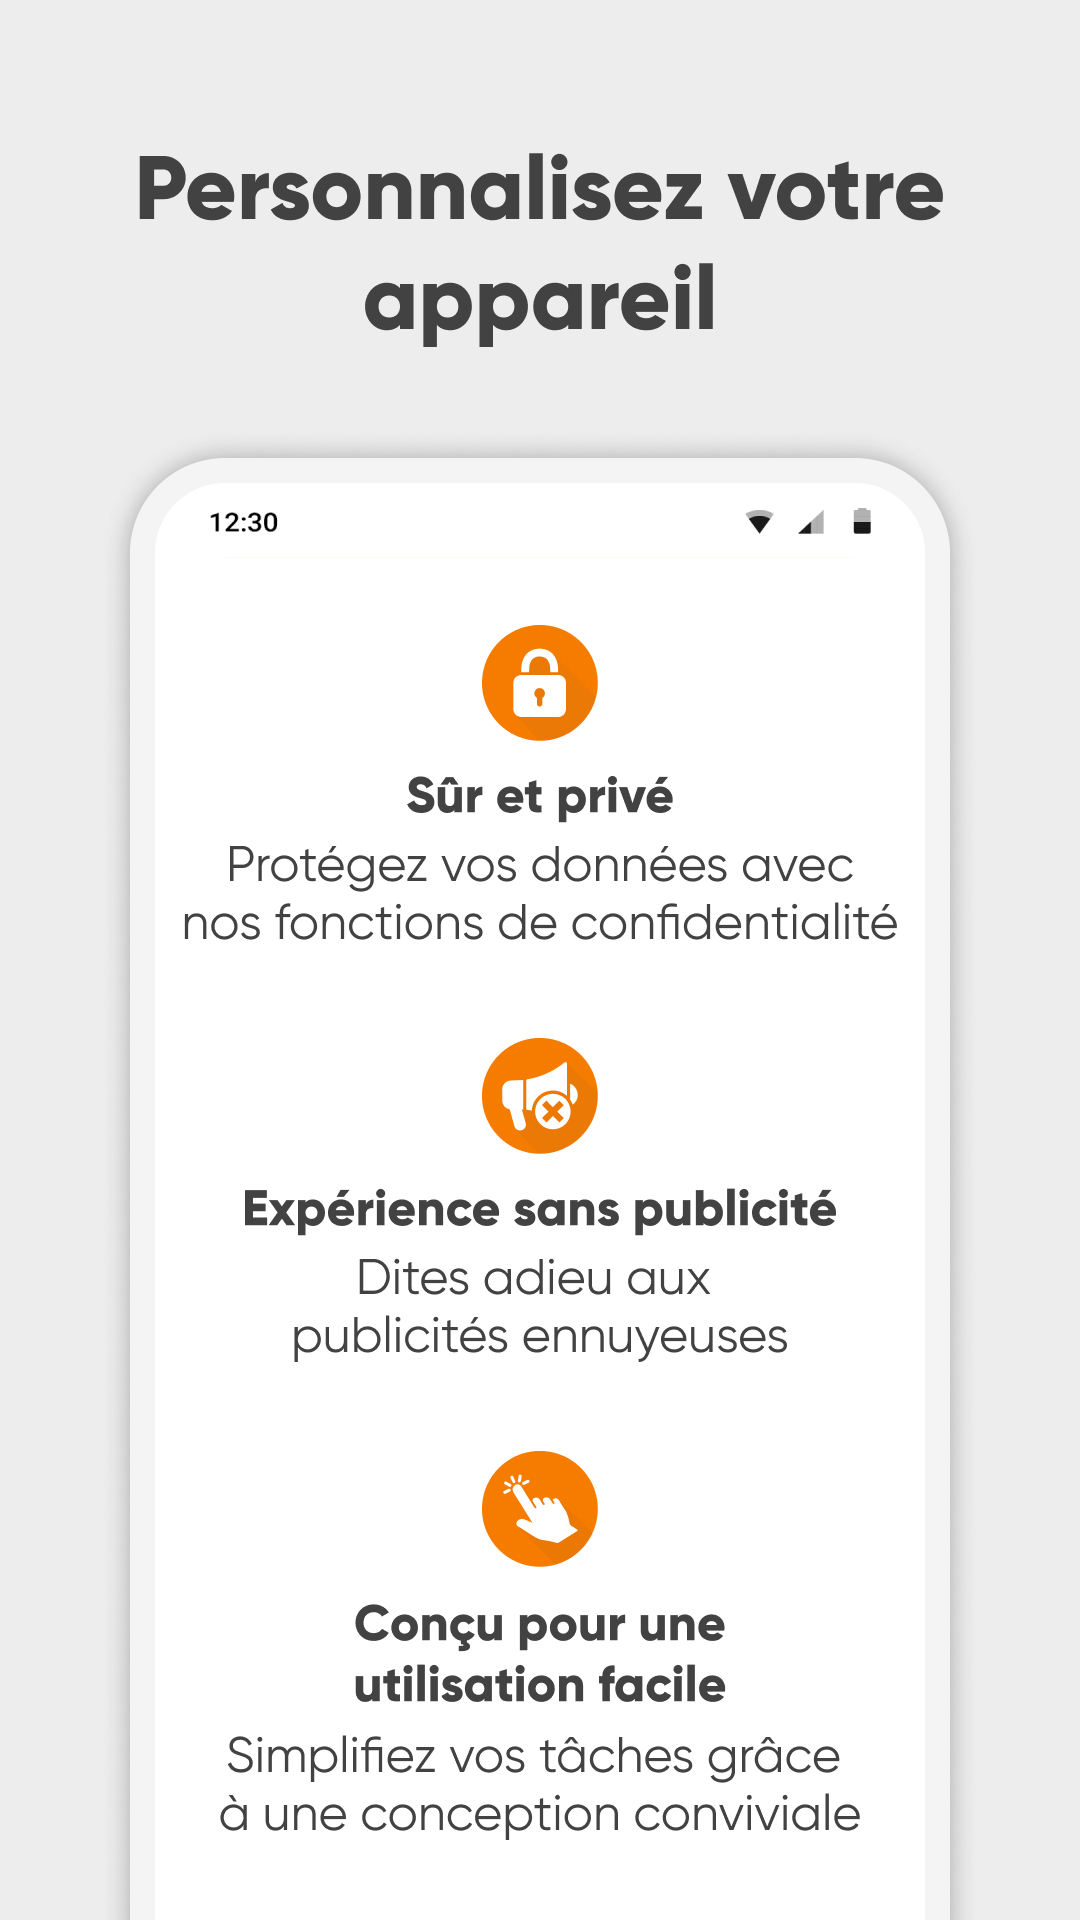 Personnalisez votre
appareil
12:30
Sûr et privé
Protégez vos données avec
nos fonctions de confidentialité
Expérience sans publicité
Dites adieu aux
publicités ennuyeuses
Conçu pour une
utilisation facile
Simplifiez vos tâches grâce
à une conception conviviale